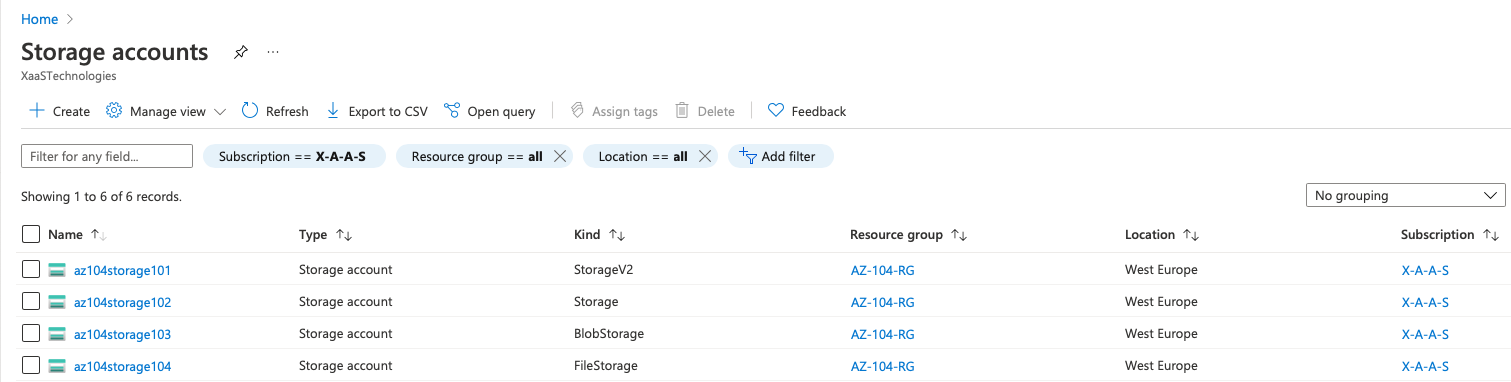 Home >
Storage accounts ...
XaaSTechnologies
+ Create Manage view Refresh Export to CSV Open query Assign tags Delete Feedback
Filter for any field... Subscription == X-A-A-S Resource group == all Location == all Add filter
Showing 1 to 6 of 6 records. No grouping
Name ↑↓ Type ↑↓ Kind ↑↓ Resource group ↑↓ Location ↑↓ Subscription ↑↓
az104storage101 Storage account StorageV2 AZ-104-RG West Europe X-A-A-S
az104storage102 Storage account Storage AZ-104-RG West Europe X-A-A-S
az104storage103 Storage account BlobStorage AZ-104-RG West Europe X-A-A-S
az104storage104 Storage account FileStorage AZ-104-RG West Europe X-A-A-S